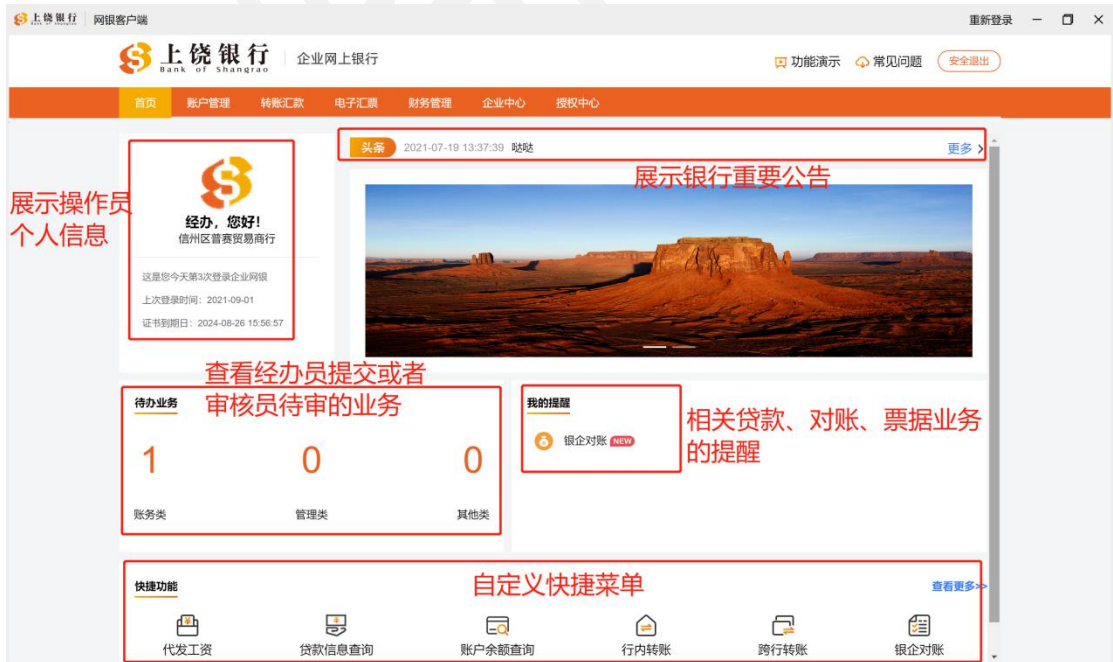 上饶银行 网银客户端 重新登录
Bank of Shangrao
上饶银行 企业网上银行 功能演示 常见问题 安全退出
Bank of Shangrao
首页 账户管理 转账汇款 电子汇票 财务管理 企业中心 授权中心
头条 2021-07-19 13:37:39 哒哒 更多 >
展示银行重要公告
展示操作员
个人信息
经办，您好!
信州区普赛贸易商行
这是您今天第3次登录企业网银
上次登录时间：2021-09-01
证书到期日：2024-08-26 15:56:57
查看经办员提交或者
审核员待审的业务
待办业务
1 0 0
账务类 管理类 其他类
我的提醒
银企对账 NEW
相关贷款、对账、票据业务
的提醒
快捷功能 自定义快捷菜单 查看更多>>
代发工资 贷款信息查询 账户余额查询 行内转账 跨行转账 银企对账